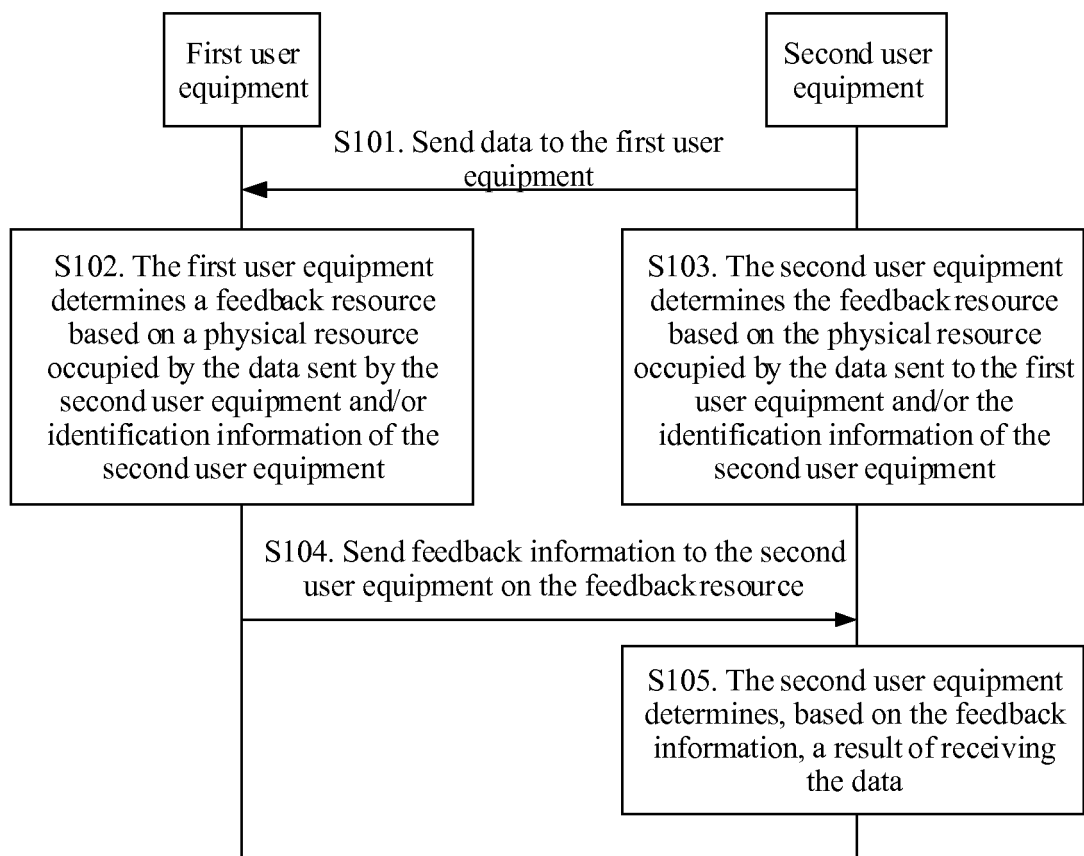 First user
equipment
Second user
equipment
S101. Send data to the first user
equipment
S102. The first user equipment
determines a feedback resource
based on a physical resource
occupied by the data sent by the
second user equipment and/or
identification information of the
second user equipment
S103. The second user equipment
determines the feedback resource
based on the physical resource
occupied by the data sent to the first
user equipment and/or the
identification information of the
second user equipment
S104. Send feedback information to the second
user equipment on the feedback resource
S105. The second user equipment
determines, based on the feedback
information, a result of receiving
the data